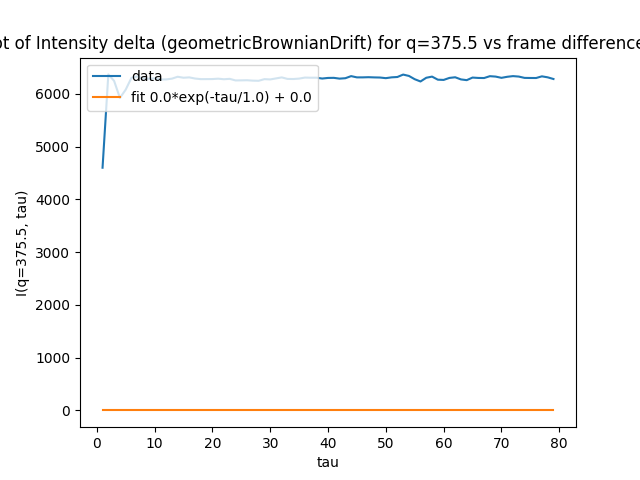 ot of Intensity delta (geometricBrownianDrift) for q=375.5 vs frame difference
data
fit 0.0*exp(-tau/1.0) + 0.0
I(q=375.5, tau)
6000
5000
4000
3000
2000
1000
0
0 10 20 30 40 50 60 70 80
tau